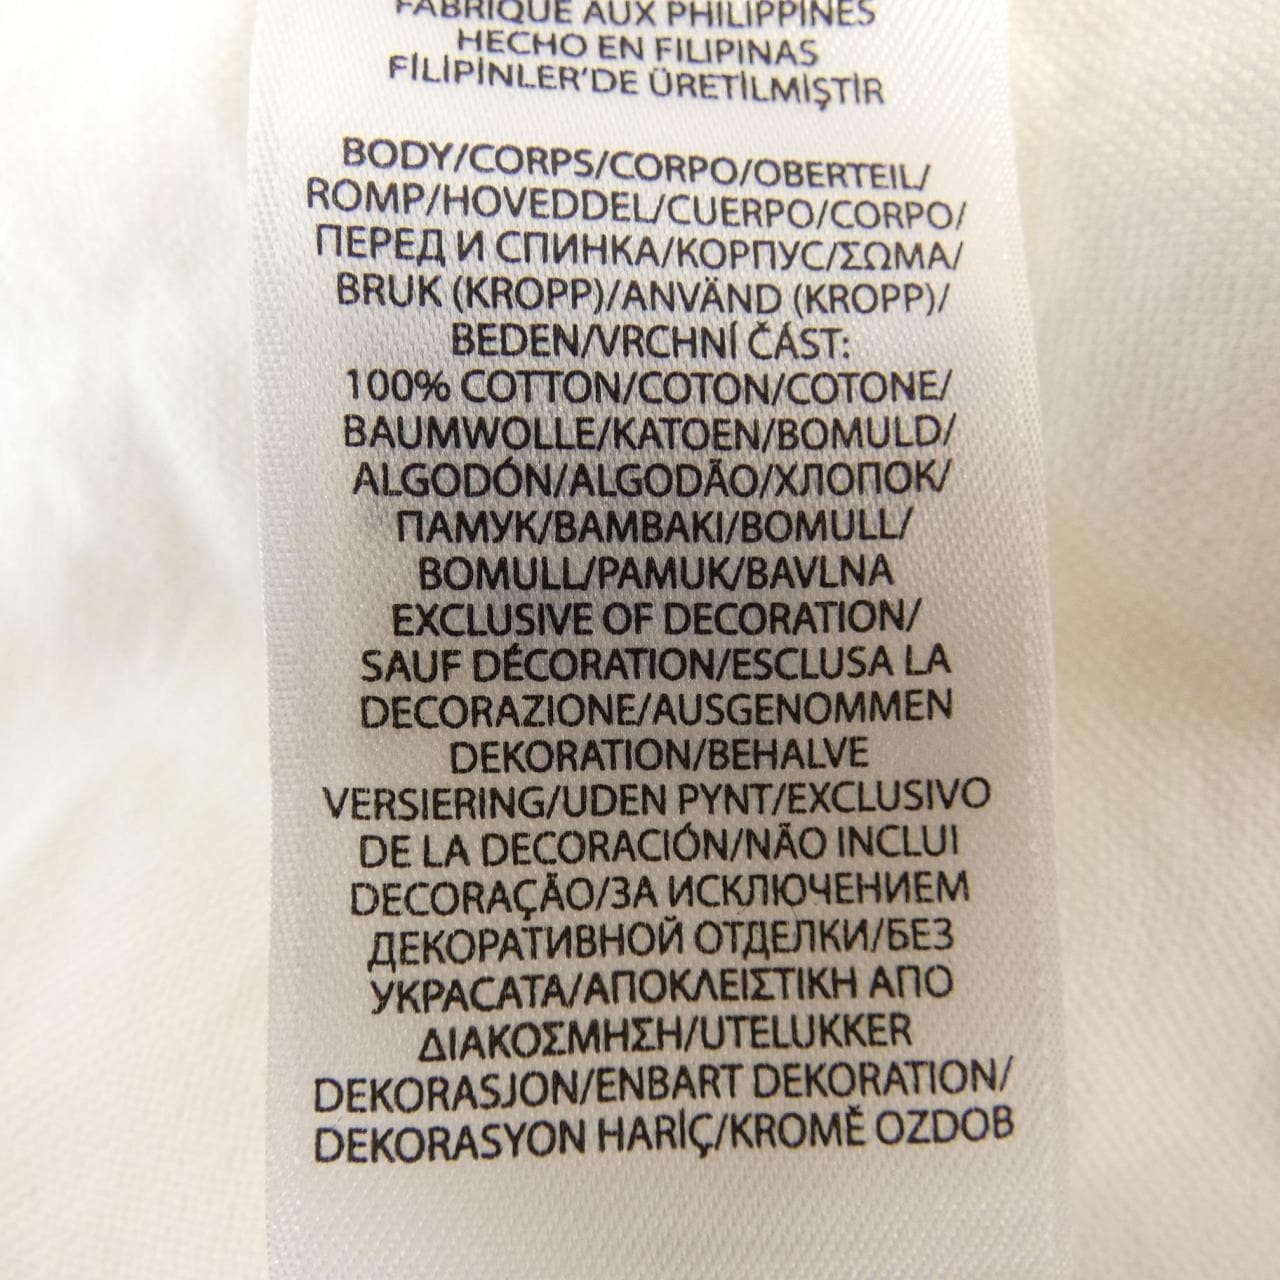 FABRIQUÉ AUX PHILIPPINES
HECHO EN FILIPINAS
FİLİPİNLER'DE ÜRETİLMİŞTİR
BODY/CORPS/CORPO/OBERTEIL/
ROMP/HOVEDDEL/CUERPO/CORPO/
ПЕРЕД И СПИНКА/КОРПУС/ΣΩΜΑ/
BRUK (KROPP)/ANVÄND (KROPP)/
BEDEN/VRCHNÍ ČÁST:
100% COTTON/COTON/COTONE/
BAUMWOLLE/KATOEN/BOMULD/
ALGODÓN/ALGODÃO/ХЛОПОК/
ПАМУК/ΒΑΜΒΑΚΙ/BOMULL/
BOMULL/PAMUK/BAVLNA
EXCLUSIVE OF DECORATION/
SAUF DÉCORATION/ESCLUSA LA
DECORAZIONE/AUSGENOMMEN
DEKORATION/BEHALVE
VERSIERING/UDEN PYNT/EXCLUSIVO
DE LA DECORACIÓN/NÃO INCLUI
DECORAÇÃO/ЗА ИСКЛЮЧЕНИЕМ
ДЕКОРАТИВНОЙ ОТДЕЛКИ/БЕЗ
УКРАСАТА/ΑΠΟΚΛΕΙΣΤΙΚΗ ΑΠΟ
ΔΙΑΚΟΣΜΗΣΗ/UTELUKKER
DEKORASJON/ENBART DEKORATION/
DEKORASYON HARİÇ/KROMĚ OZDOB